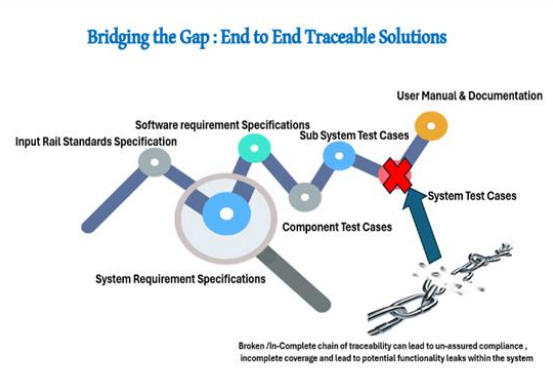 Bridging the Gap : End to End Traceable Solutions
User Manual & Documentation
Software requirement Specifications
Sub System Test Cases
Input Rail Standards Specification
System Test Cases
Component Test Cases
System Requirement Specifications
Broken /In-Complete chain of traceability can lead to un-assured compliance ,
incomplete coverage and lead to potential functionality leaks within the system